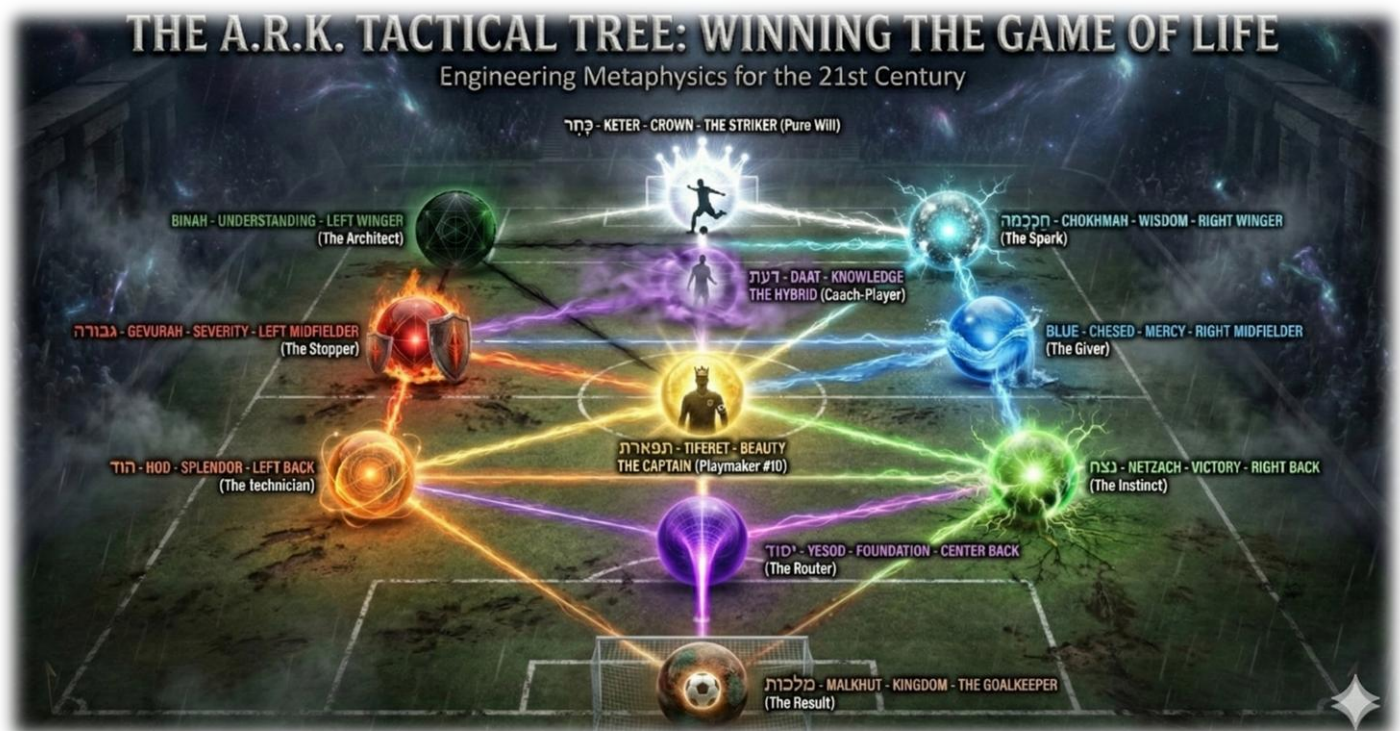 THE A.R.K. TACTICAL TREE: WINNING THE GAME OF LIFE
Engineering Metaphysics for the 21st Century
כָּתָר - KETER - CROWN - THE STRIKER (Pure Will)
BINAH - UNDERSTANDING - LEFT WINGER
(The Architect)
חָכְכְמה - CHOKHMAH - WISDOM - RIGHT WINGER
(The Spark)
דעת - DAAT - KNOWLEDGE
THE HYBRID (Caach-Player)
גבורה - GEVURAH - SEVERITY - LEFT MIDFIELDER
(The Stopper)
BLUE - CHESED - MERCY - RIGHT MIDFIELDER
(The Giver)
תפארת - TIFERET - BEAUTY
THE CAPTAIN (Playmaker #10)
הוד - HOD - SPLENDOR - LEFT BACK
(The technician)
נצח - NETZACH - VICTORY - RIGHT BACK
(The Instinct)
יסוד - YESOD - FOUNDATION - CENTER BACK
(The Router)
מלכות - MALKHUT - KINGDOM - THE GOALKEEPER
(The Result)